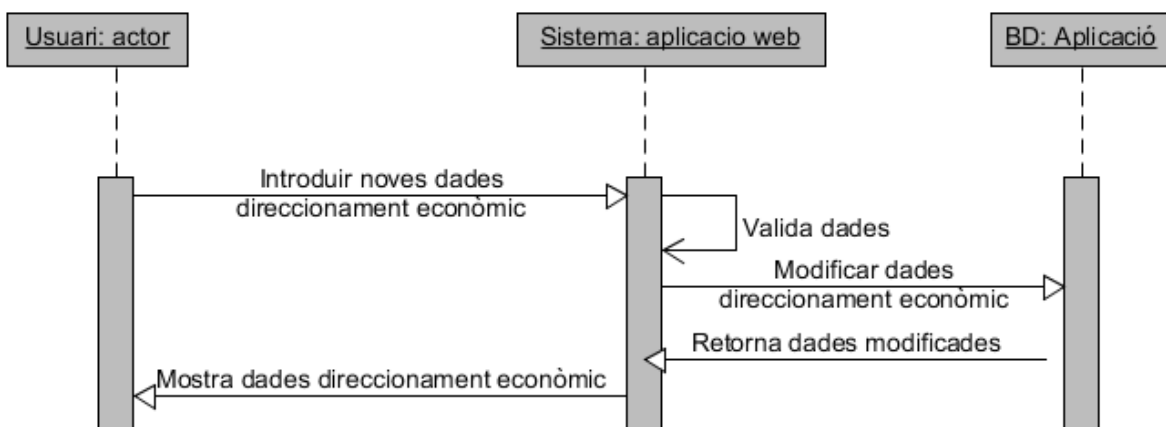 Usuari: actor
Sistema: aplicacio web
BD: Aplicació
Introduir noves dades
direccionament econòmic
Valida dades
Modificar dades
direccionament econòmic
Retorna dades modificades
Mostra dades direccionament econòmic